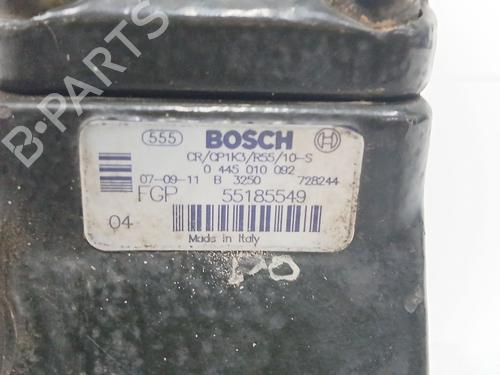 555 BOSCH
CR/CP1K3/R55/10-S
0 445 010 092
07-09-11 B 3250 728244
FGP 55185549
04
Made in Italy
B-Parts